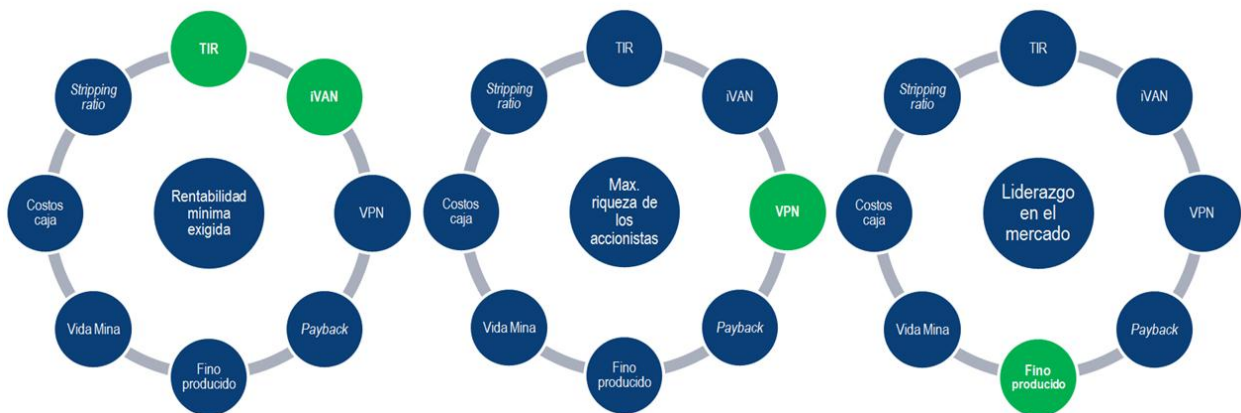 TIR
iVAN
VPN
Payback
Fino
producido
Vida Mina
Costos
caja
Stripping
ratio
Rentabilidad
mínima
exigida
TIR
iVAN
VPN
Payback
Fino
producido
Vida Mina
Costos
caja
Stripping
ratio
Max.
riqueza de
los
accionistas
TIR
iVAN
VPN
Payback
Fino
producido
Vida Mina
Costos
caja
Stripping
ratio
Liderazgo
en el
mercado